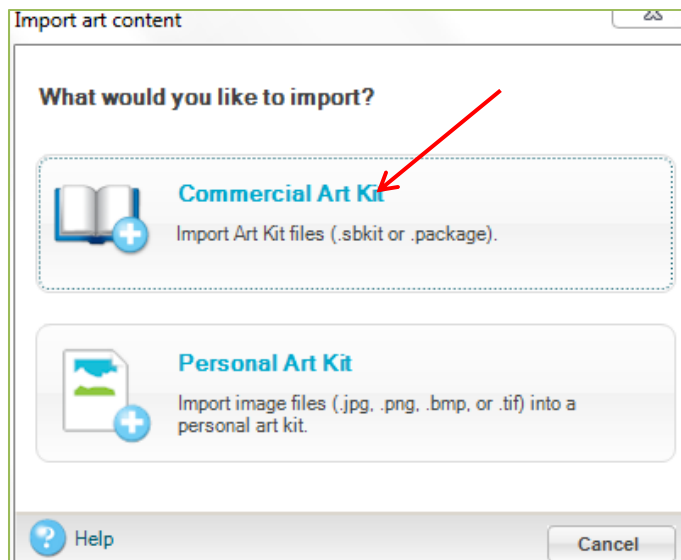 Import art content
What would you like to import?
Commercial Art Kit
Import Art Kit files (.sbkit or .package).
Personal Art Kit
Import image files (.jpg, .png, .bmp, or .tif) into a
personal art kit.
Help
Cancel